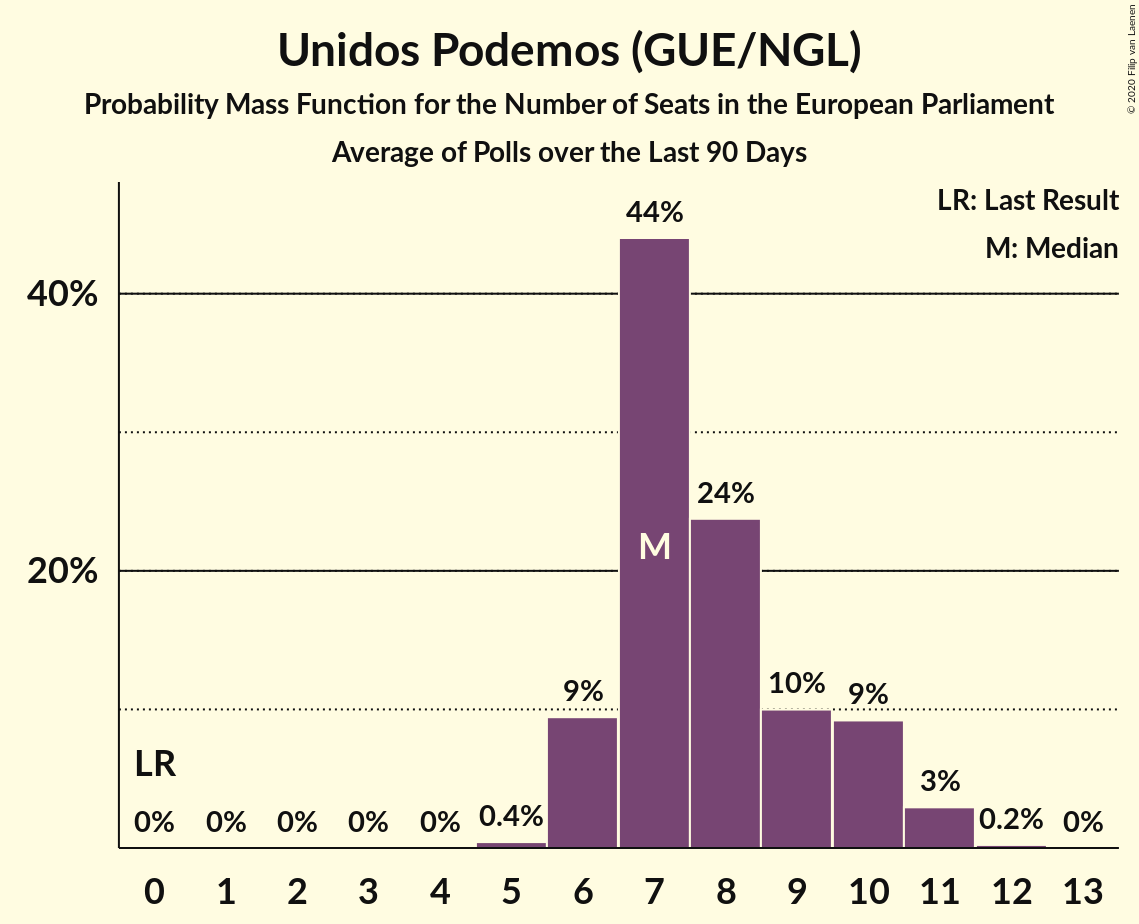 Unidos Podemos (GUE/NGL)
Probability Mass Function for the Number of Seats in the European Parliament
Average of Polls over the Last 90 Days
© 2020 Filip van Laenen
LR: Last Result
M: Median
44%
40%
24%
M
20%
9%
10%
9%
LR
3%
0%
0%
0%
0%
0%
0.4%
0.2%
0%
0 1 2 3 4 5 6 7 8 9 10 11 12 13